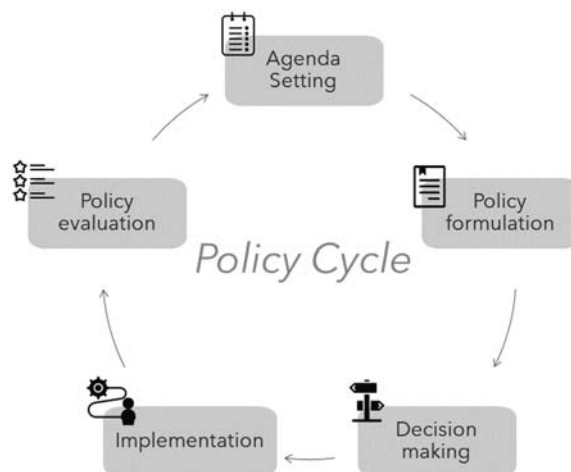 Agenda
Setting
Policy
evaluation
Policy
formulation
Policy Cycle
Implementation
Decision
making